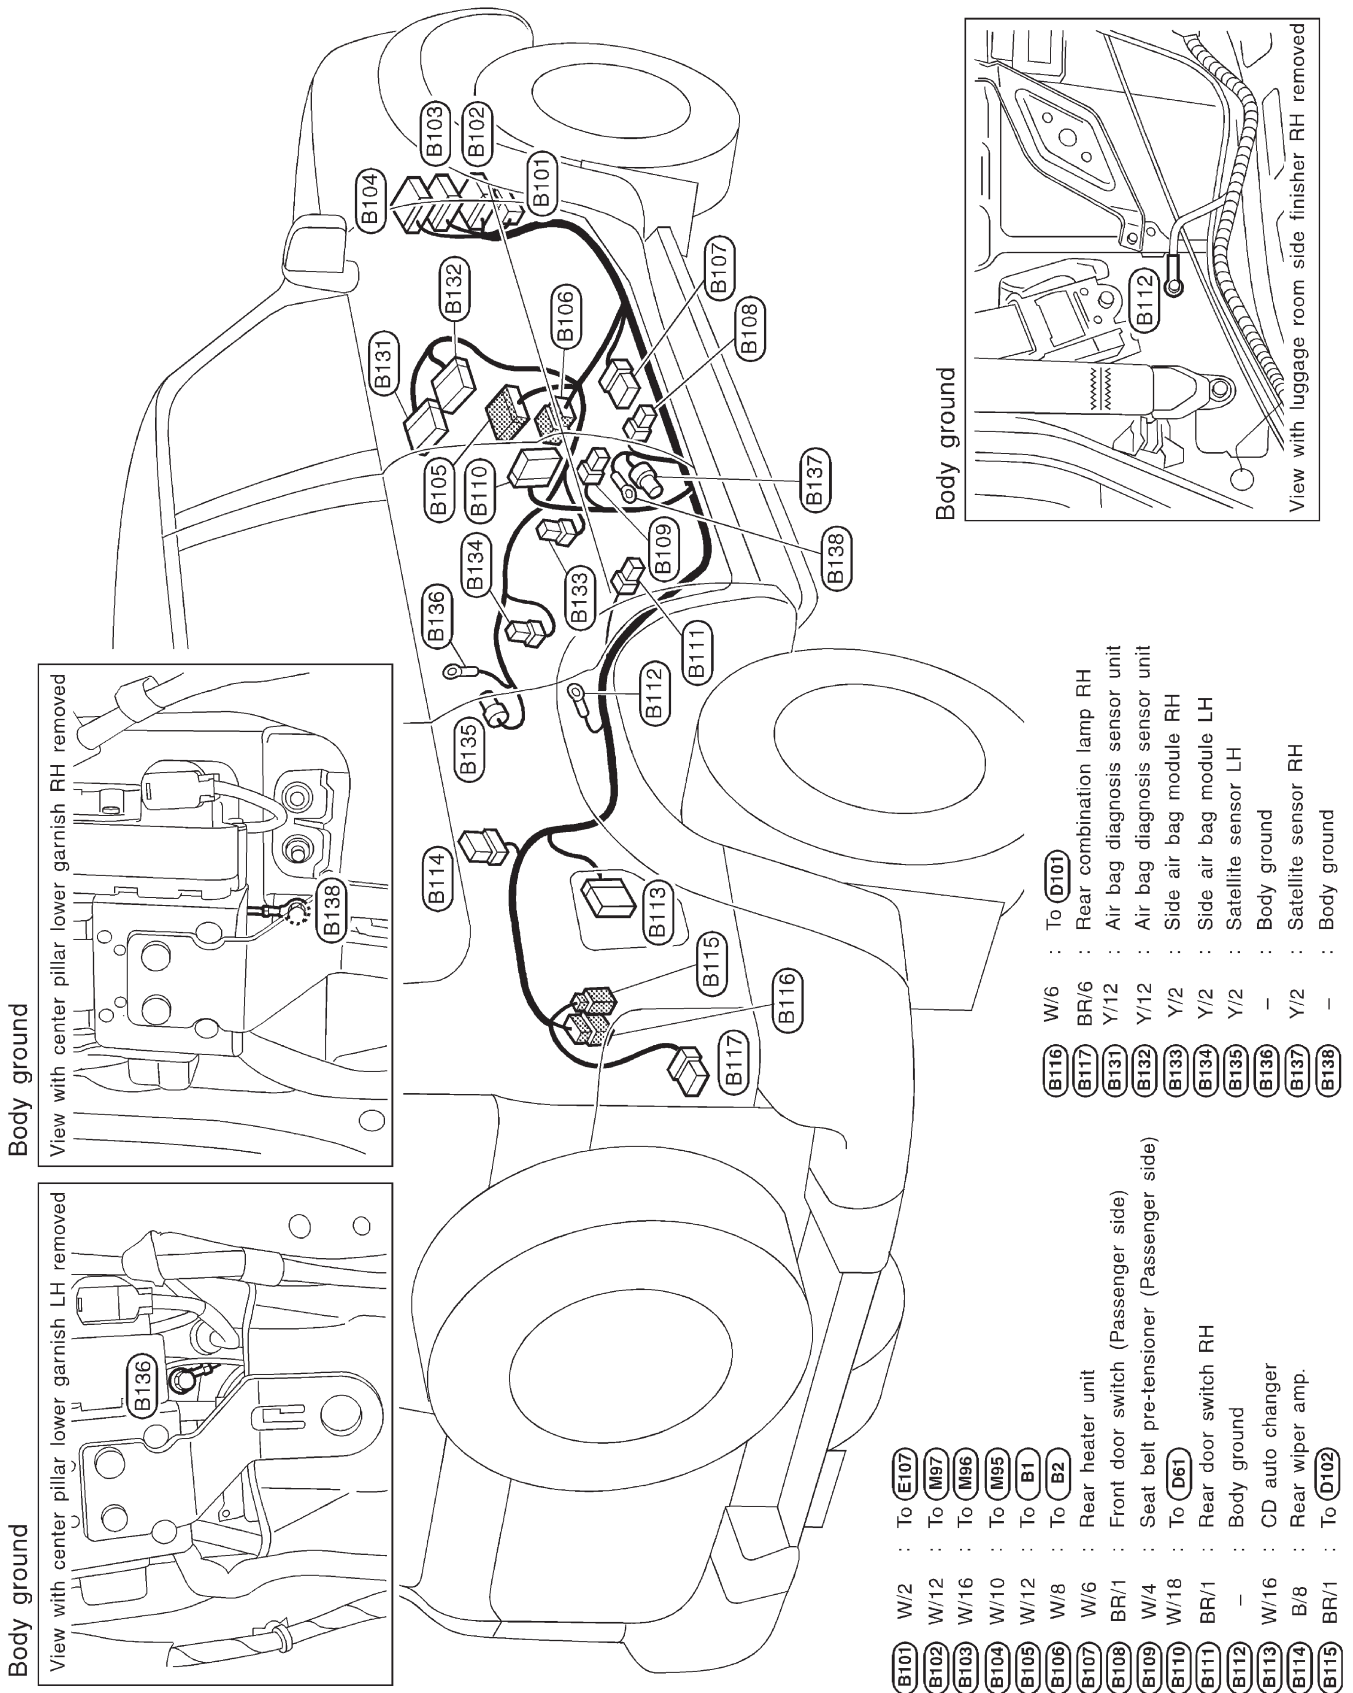 Body ground
View with center pillar lower garnish LH removed
B136
Body ground
View with center pillar lower garnish RH removed
B138
B104
B103
B102
B101
B131
B132
B106
B107
B108
B105
B110
B134
B133
B109
B137
B138
B136
B135
B111
B112
B114
B113
B115
B116
B117
Body ground
B112
View with luggage room side finisher RH removed
B101 W/2 : To E107
B102 W/12 : To M97
B103 W/16 : To M96
B104 W/10 : To M95
B105 W/12 : To B1
B106 W/8 : To B2
B107 W/6 : Rear heater unit
B108 BR/1 : Front door switch (Passenger side)
B109 W/4 : Seat belt pre-tensioner (Passenger side)
B110 W/18 : To D61
B111 BR/1 : Rear door switch RH
B112 – : Body ground
B113 W/16 : CD auto changer
B114 B/8 : Rear wiper amp.
B115 BR/1 : To D102
B116 W/6 : To D101
B117 BR/6 : Rear combination lamp RH
B131 Y/12 : Air bag diagnosis sensor unit
B132 Y/12 : Air bag diagnosis sensor unit
B133 Y/2 : Side air bag module RH
B134 Y/2 : Side air bag module LH
B135 Y/2 : Satellite sensor LH
B136 – : Body ground
B137 Y/2 : Satellite sensor RH
B138 – : Body ground